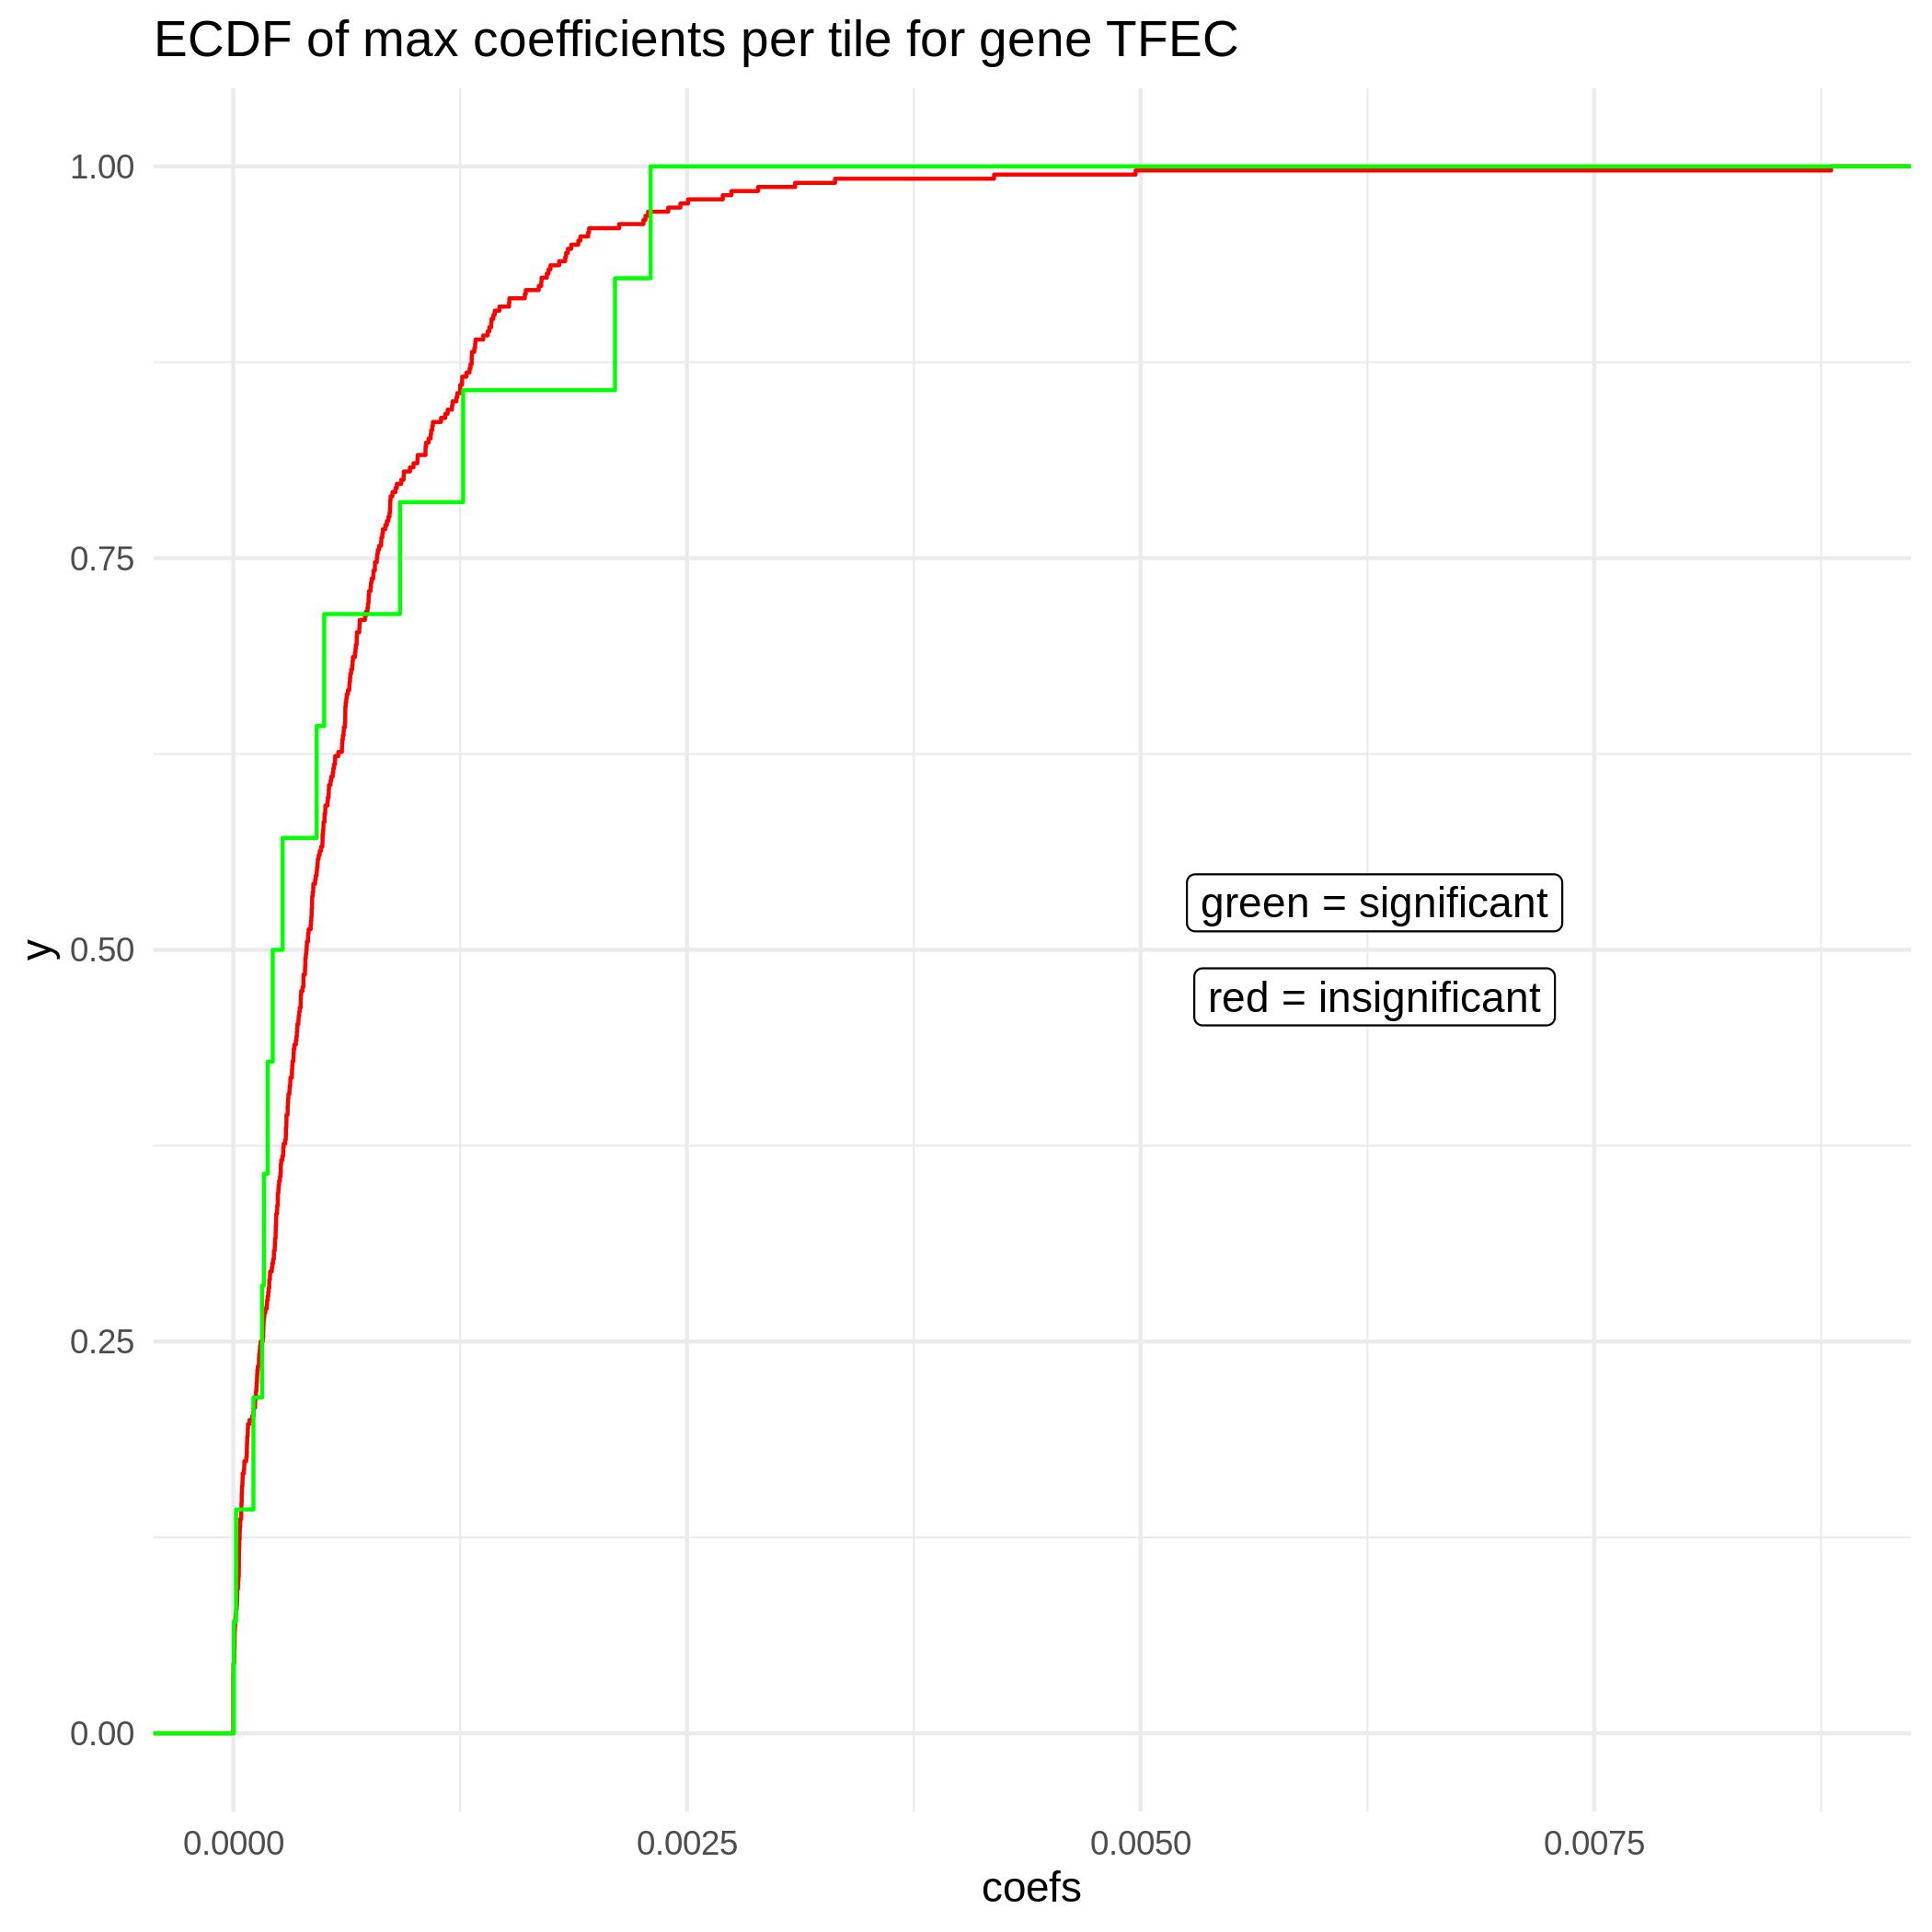 ECDF of max coefficients per tile for gene TFEC
1.00
0.75
0.50
0.25
0.00
y
green = significant
red = insignificant
0.0000 0.0025 0.0050 0.0075
coefs